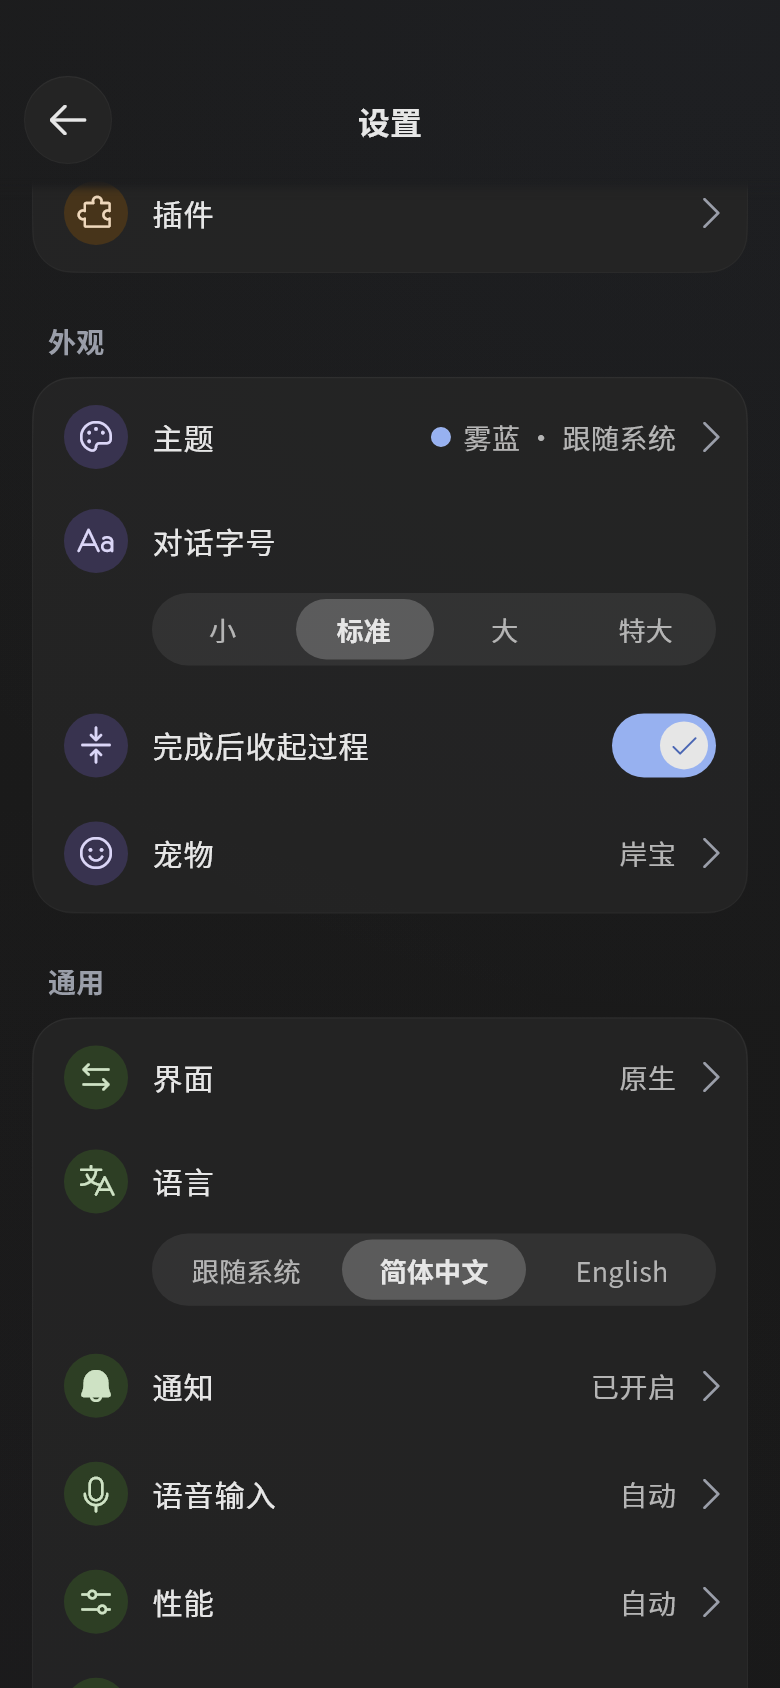 设置
插件
外观
主题 雾蓝 · 跟随系统
Aa 对话字号
小 标准 大 特大
完成后收起过程
宠物 岸宝
通用
界面 原生
文A 语言
跟随系统 简体中文 English
通知 已开启
语音输入 自动
性能 自动